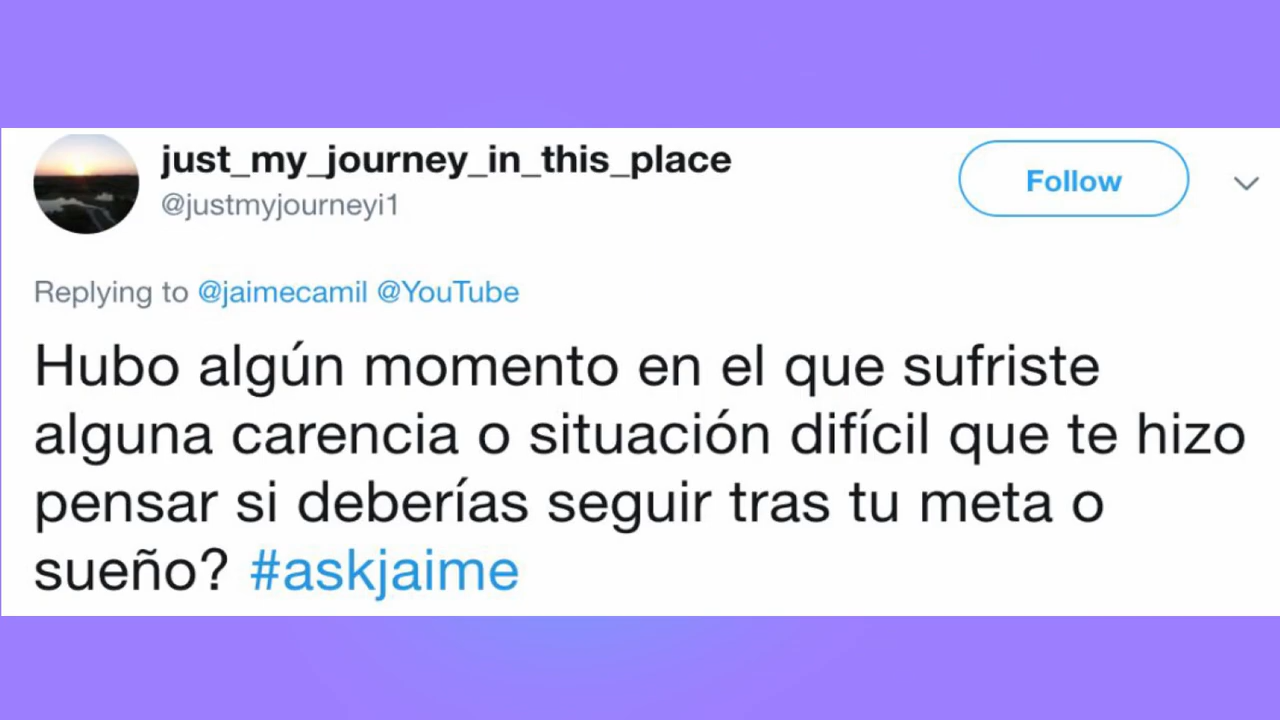 just_my_journey_in_this_place
@justmyjourneyi1
Follow
Replying to @jaimecamil @YouTube
Hubo algún momento en el que sufriste
alguna carencia o situación difícil que te hizo
pensar si deberías seguir tras tu meta o
sueño? #askjaime